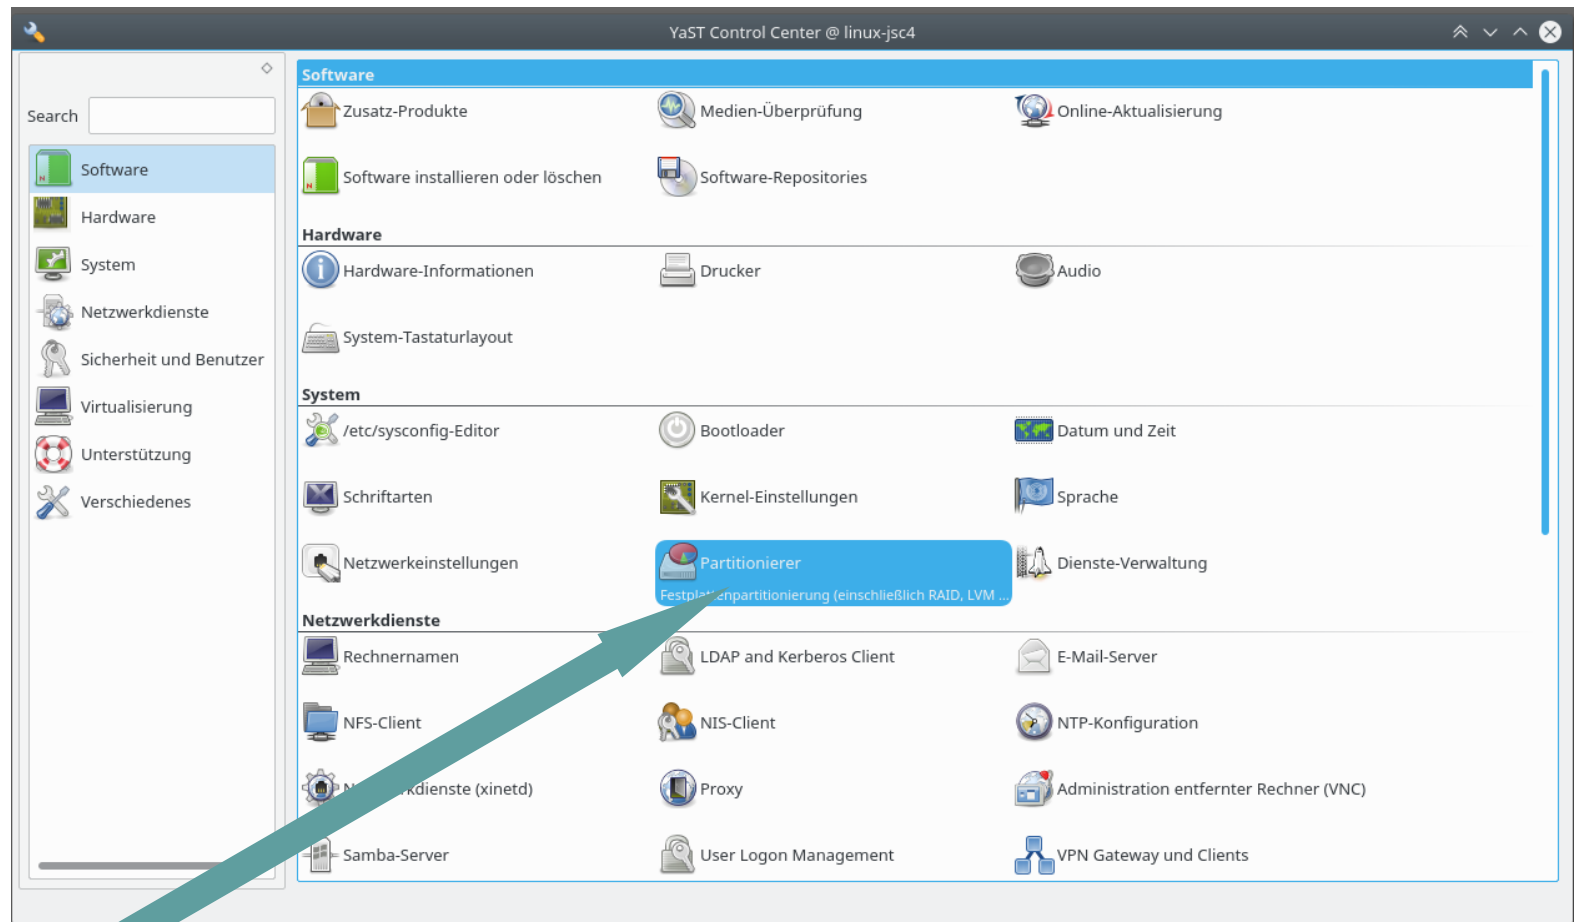 YaST Control Center @ linux-jsc4
Search
Software
Hardware
System
Netzwerkdienste
Sicherheit und Benutzer
Virtualisierung
Unterstützung
Verschiedenes
Software
Zusatz-Produkte
Medien-Überprüfung
Online-Aktualisierung
Software installieren oder löschen
Software-Repositories
Hardware
Hardware-Informationen
Drucker
Audio
System-Tastaturlayout
System
/etc/sysconfig-Editor
Bootloader
Datum und Zeit
Schriftarten
Kernel-Einstellungen
Sprache
Netzwerkeinstellungen
Partitionierer
Festplattenpartitionierung (einschließlich RAID, LVM ...
Dienste-Verwaltung
Netzwerkdienste
Rechnernamen
LDAP and Kerberos Client
E-Mail-Server
NFS-Client
NIS-Client
NTP-Konfiguration
(xinetd)
Proxy
Administration entfernter Rechner (VNC)
Samba-Server
User Logon Management
VPN Gateway und Clients